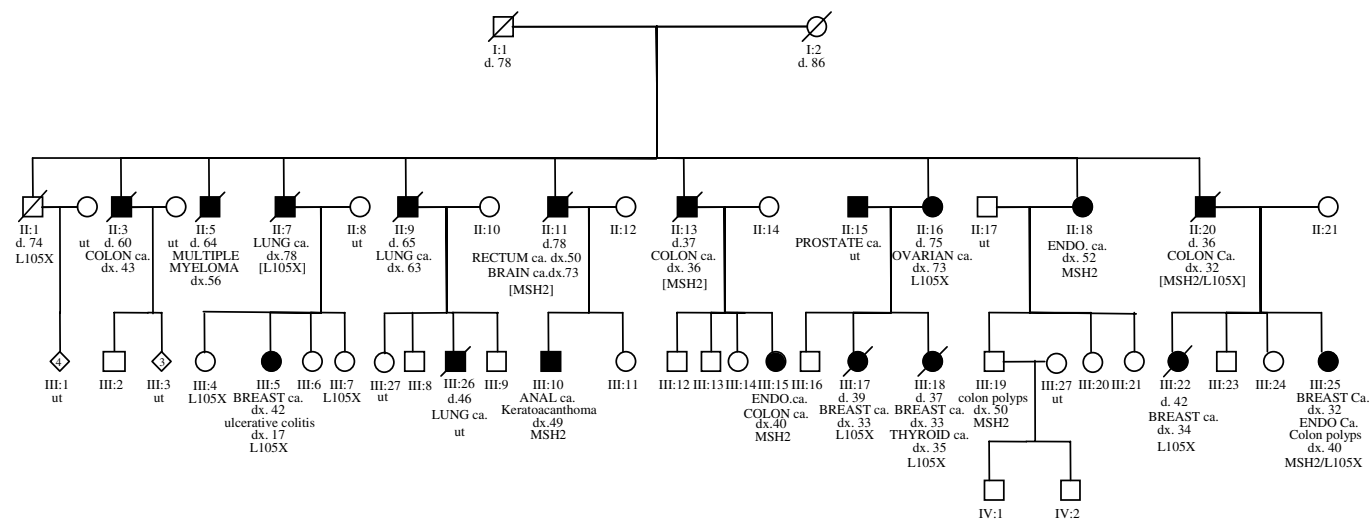 I:1
d. 78
I:2
d. 86
II:1
d. 74
L105X
ut
II:3
d. 60
COLON ca.
dx. 43
ut
II:5
d. 64
MULTIPLE
MYELOMA
dx.56
II:7
LUNG ca.
dx.78
[L105X]
II:8
ut
II:9
d. 65
LUNG ca.
dx. 63
II:10
II:11
d.78
RECTUM ca. dx.50
BRAIN ca.dx.73
[MSH2]
II:12
II:13
d.37
COLON ca.
dx. 36
[MSH2]
II:14
II:15
PROSTATE ca.
ut
II:16
d. 75
OVARIAN ca.
dx. 73
L105X
II:17
ut
II:18
ENDO. ca.
dx. 52
MSH2
II:20
d. 36
COLON Ca.
dx. 32
[MSH2/L105X]
II:21
4
III:1
ut
III:2
3
III:3
ut
III:4
L105X
III:5
BREAST ca.
dx. 42
ulcerative colitis
dx. 17
L105X
III:6
III:7
L105X
III:27
ut
III:8
III:26
d.46
LUNG ca.
ut
III:9
III:10
ANAL ca.
Keratoacanthoma
dx.49
MSH2
III:11
III:12
III:13
III:14
III:15
ENDO.ca.
COLON ca.
dx.40
MSH2
III:16
III:17
d. 39
BREAST ca.
dx. 33
L105X
III:18
d. 37
BREAST ca.
dx. 33
THYROID ca.
dx. 35
L105X
III:19
colon polyps
dx. 50
MSH2
III:27
ut
III:20
III:21
III:22
d. 42
BREAST ca.
dx. 34
L105X
III:23
III:24
III:25
BREAST Ca.
dx. 32
ENDO Ca.
Colon polyps
dx. 40
MSH2/L105X
IV:1
IV:2